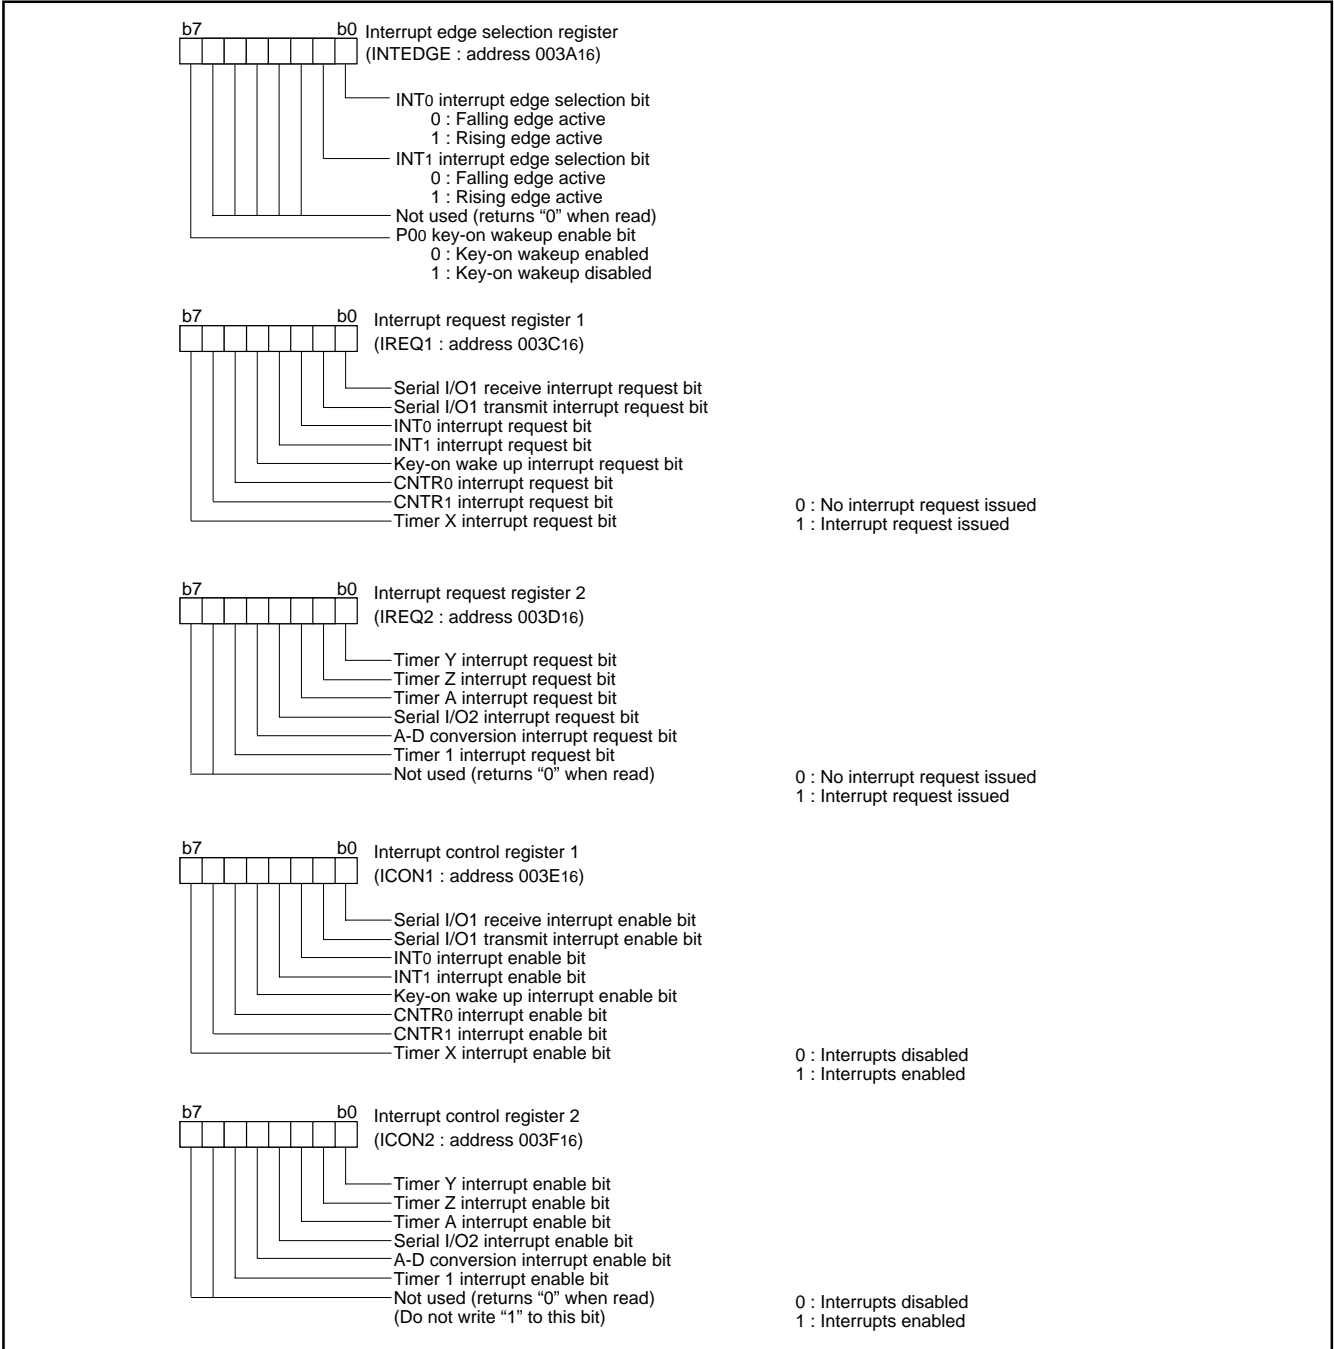 b7 b0 Interrupt edge selection register
(INTEDGE : address 003A16)
INT0 interrupt edge selection bit
0 : Falling edge active
1 : Rising edge active
INT1 interrupt edge selection bit
0 : Falling edge active
1 : Rising edge active
Not used (returns “0” when read)
P00 key-on wakeup enable bit
0 : Key-on wakeup enabled
1 : Key-on wakeup disabled
b7 b0 Interrupt request register 1
(IREQ1 : address 003C16)
Serial I/O1 receive interrupt request bit
Serial I/O1 transmit interrupt request bit
INT0 interrupt request bit
INT1 interrupt request bit
Key-on wake up interrupt request bit
CNTR0 interrupt request bit
CNTR1 interrupt request bit
Timer X interrupt request bit
0 : No interrupt request issued
1 : Interrupt request issued
b7 b0 Interrupt request register 2
(IREQ2 : address 003D16)
Timer Y interrupt request bit
Timer Z interrupt request bit
Timer A interrupt request bit
Serial I/O2 interrupt request bit
A-D conversion interrupt request bit
Timer 1 interrupt request bit
Not used (returns “0” when read)
0 : No interrupt request issued
1 : Interrupt request issued
b7 b0 Interrupt control register 1
(ICON1 : address 003E16)
Serial I/O1 receive interrupt enable bit
Serial I/O1 transmit interrupt enable bit
INT0 interrupt enable bit
INT1 interrupt enable bit
Key-on wake up interrupt enable bit
CNTR0 interrupt enable bit
CNTR1 interrupt enable bit
Timer X interrupt enable bit
0 : Interrupts disabled
1 : Interrupts enabled
b7 b0 Interrupt control register 2
(ICON2 : address 003F16)
Timer Y interrupt enable bit
Timer Z interrupt enable bit
Timer A interrupt enable bit
Serial I/O2 interrupt enable bit
A-D conversion interrupt enable bit
Timer 1 interrupt enable bit
Not used (returns “0” when read)
(Do not write “1” to this bit)
0 : Interrupts disabled
1 : Interrupts enabled